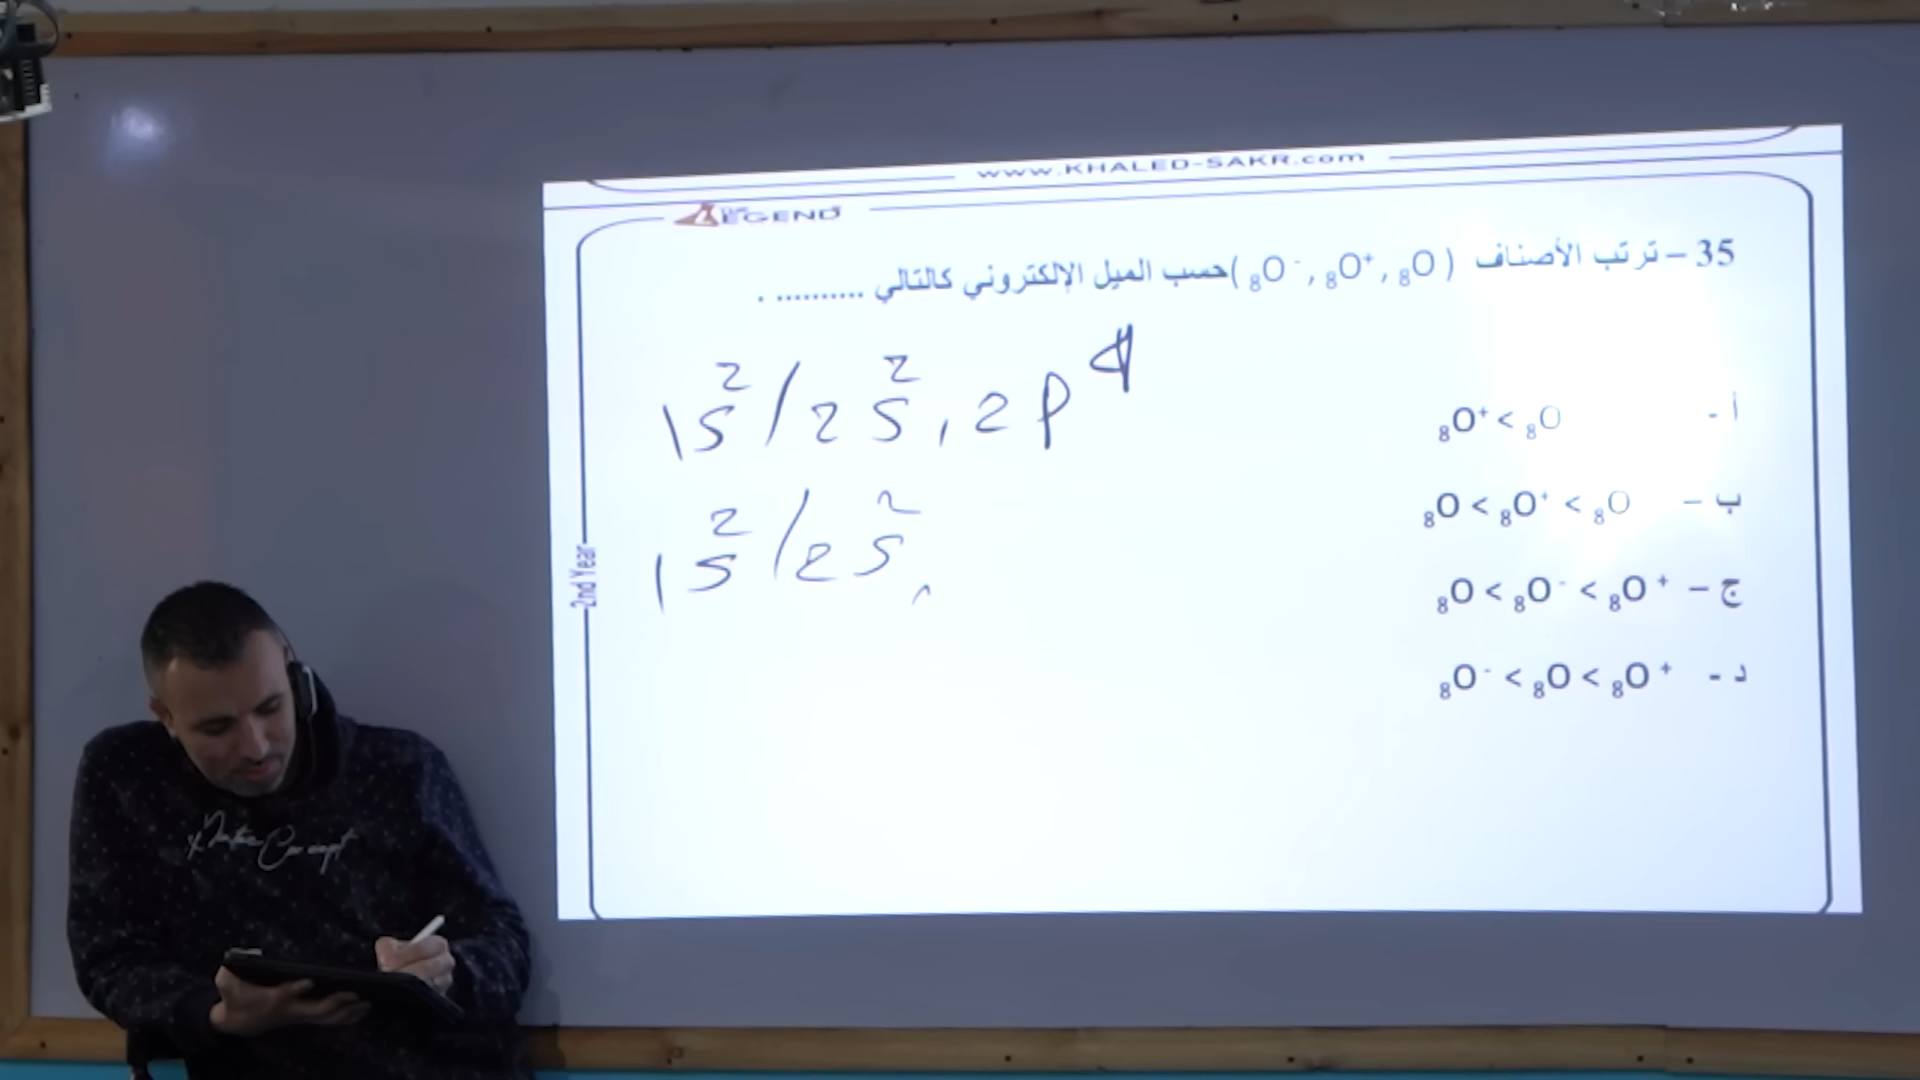 www.KHALED-SAKR.com
LEGEND
35 – ترتب الأصناف ( ₈O⁻ , ₈O⁺ , ₈O ) حسب الميل الإلكتروني كالتالي .......... .
1s² / 2s² , 2p⁴
1s² / 2s² ,
أ - ₈O⁺ < ₈O
ب – ₈O < ₈O⁺ < ₈O
ج – ₈O < ₈O⁻ < ₈O⁺
د - ₈O⁻ < ₈O < ₈O⁺
2nd Year